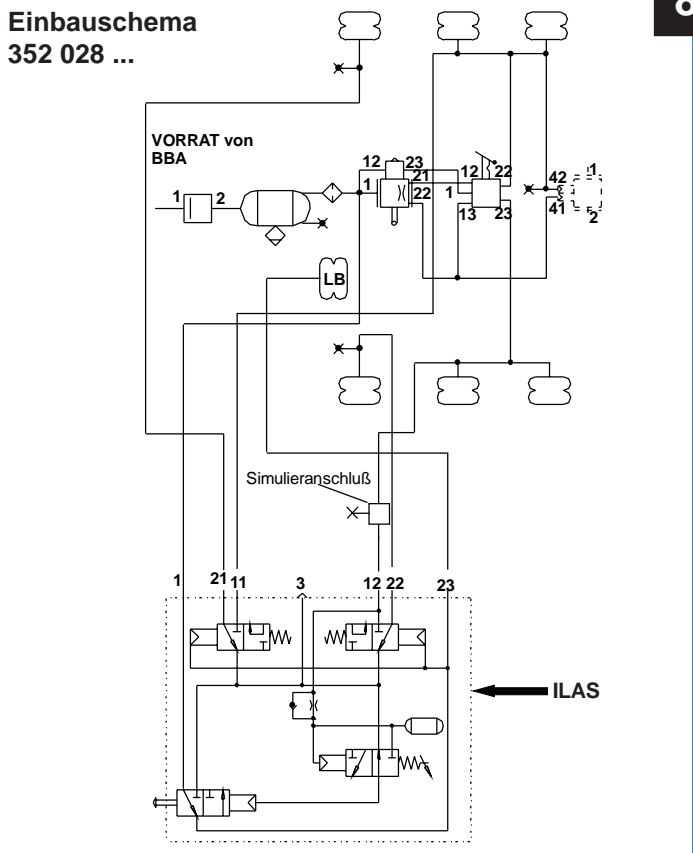 Einbauschema
352 028 ...
VORRAT von
BBA
1 2
12 23
21
1
22
12 22
1
13 23
42 1
41 2
LB
Simulieranschluß
1 21 11 3 12 22 23
ILAS